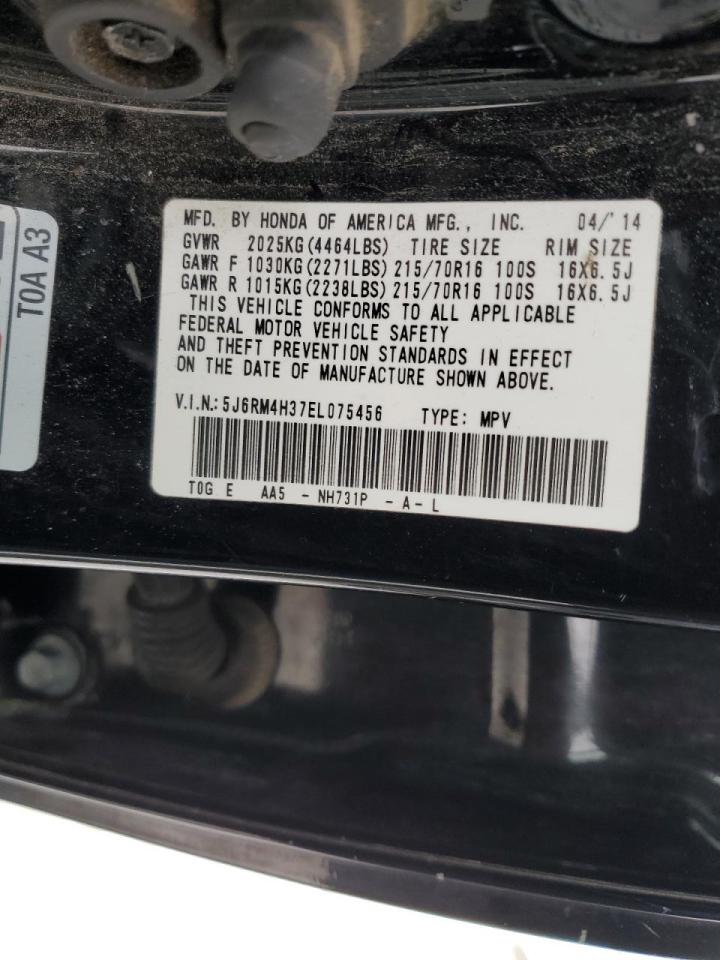 MFD. BY HONDA OF AMERICA MFG., INC. 04/'14
GVWR 2025KG(4464LBS) TIRE SIZE RIM SIZE
GAWR F 1030KG(2271LBS) 215/70R16 100S 16X6.5J
GAWR R 1015KG(2238LBS) 215/70R16 100S 16X6.5J
THIS VEHICLE CONFORMS TO ALL APPLICABLE
FEDERAL MOTOR VEHICLE SAFETY
AND THEFT PREVENTION STANDARDS IN EFFECT
ON THE DATE OF MANUFACTURE SHOWN ABOVE.
V.I.N.: 5J6RM4H37EL075456 TYPE: MPV
T0G E AA5 - NH731P - A - L
T0A A3